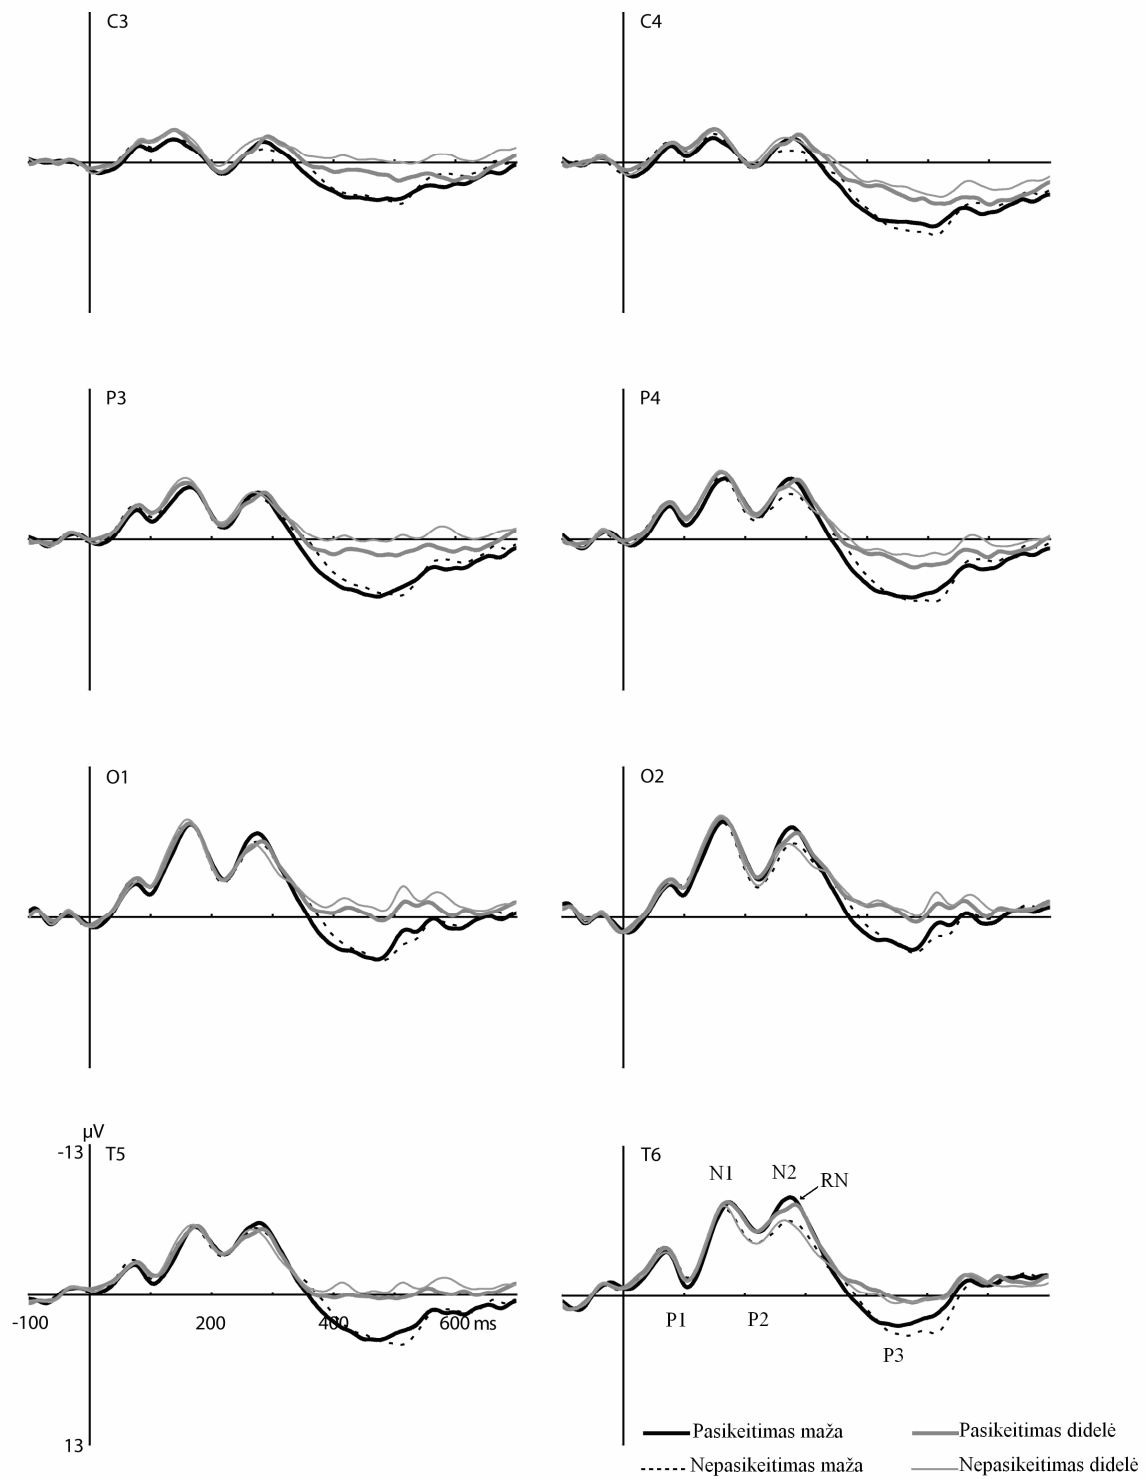 C3 C4
P3 P4
O1 O2
µV
-13 T5 T6
N1 N2 RN
-100 200 400 600 ms P1 P2
P3
13
Pasikeitimas maža Pasikeitimas didelė
Nepasikeitimas maža Nepasikeitimas didelė